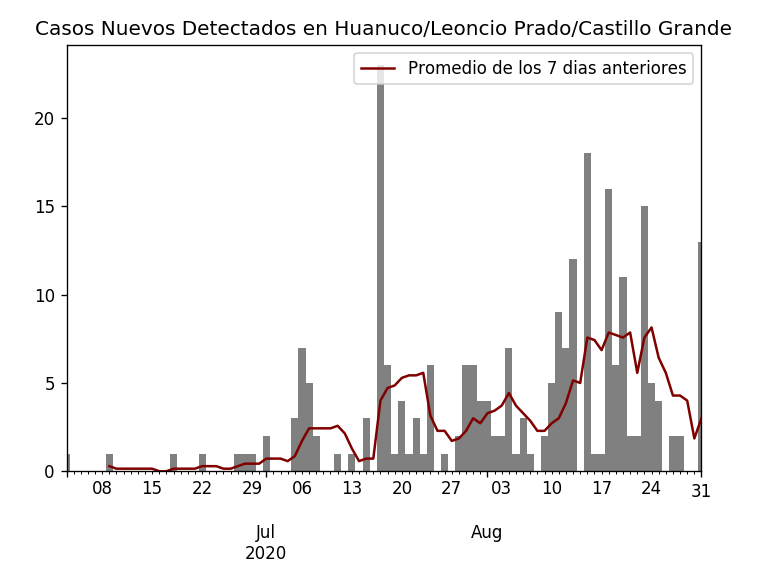 Casos Nuevos Detectados en Huanuco/Leoncio Prado/Castillo Grande
Promedio de los 7 dias anteriores
20
15
10
5
0
08 15 22 29 06 13 20 27 03 10 17 24 31
Jul Aug
2020